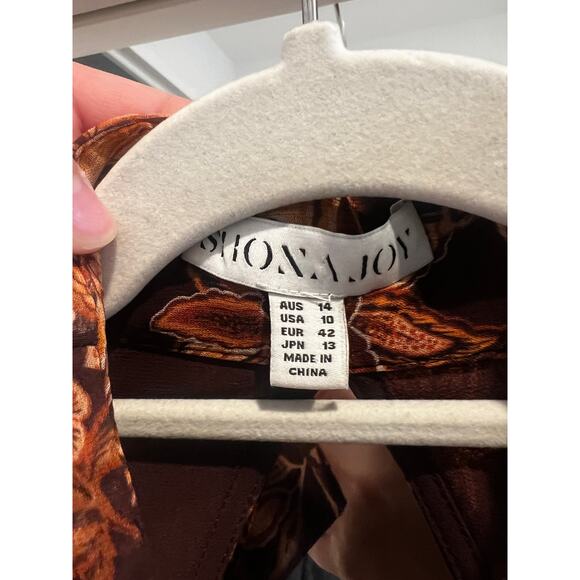 SHONA JOY
AUS 14
USA 10
EUR 42
JPN 13
MADE IN
CHINA